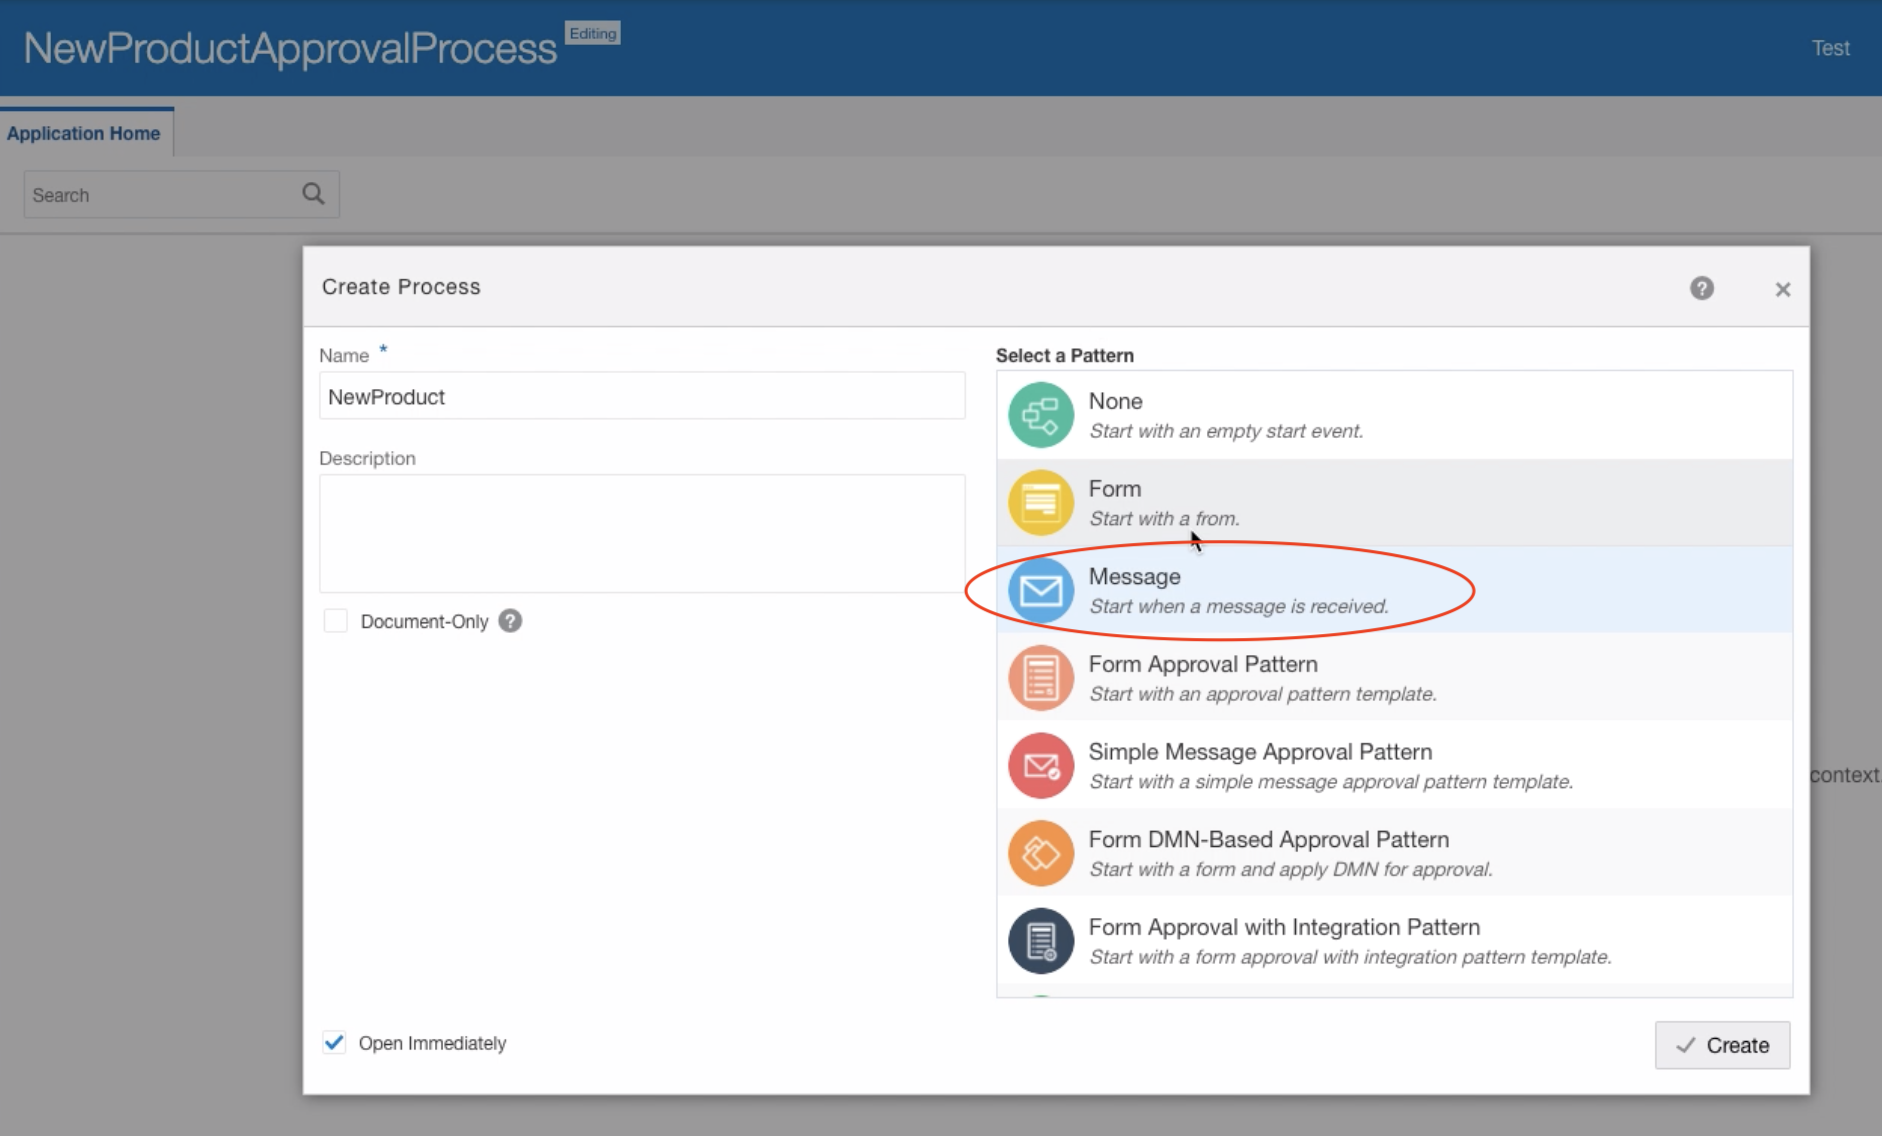 NewProductApprovalProcess Editing
Test
Application Home
Search
Create Process
?
Name *
NewProduct
Description
Document-Only ?
Select a Pattern
None
Start with an empty start event.
Form
Start with a from.
Message
Start when a message is received.
Form Approval Pattern
Start with an approval pattern template.
Simple Message Approval Pattern
Start with a simple message approval pattern template.
Form DMN-Based Approval Pattern
Start with a form and apply DMN for approval.
Form Approval with Integration Pattern
Start with a form approval with integration pattern template.
context
Open Immediately
Create